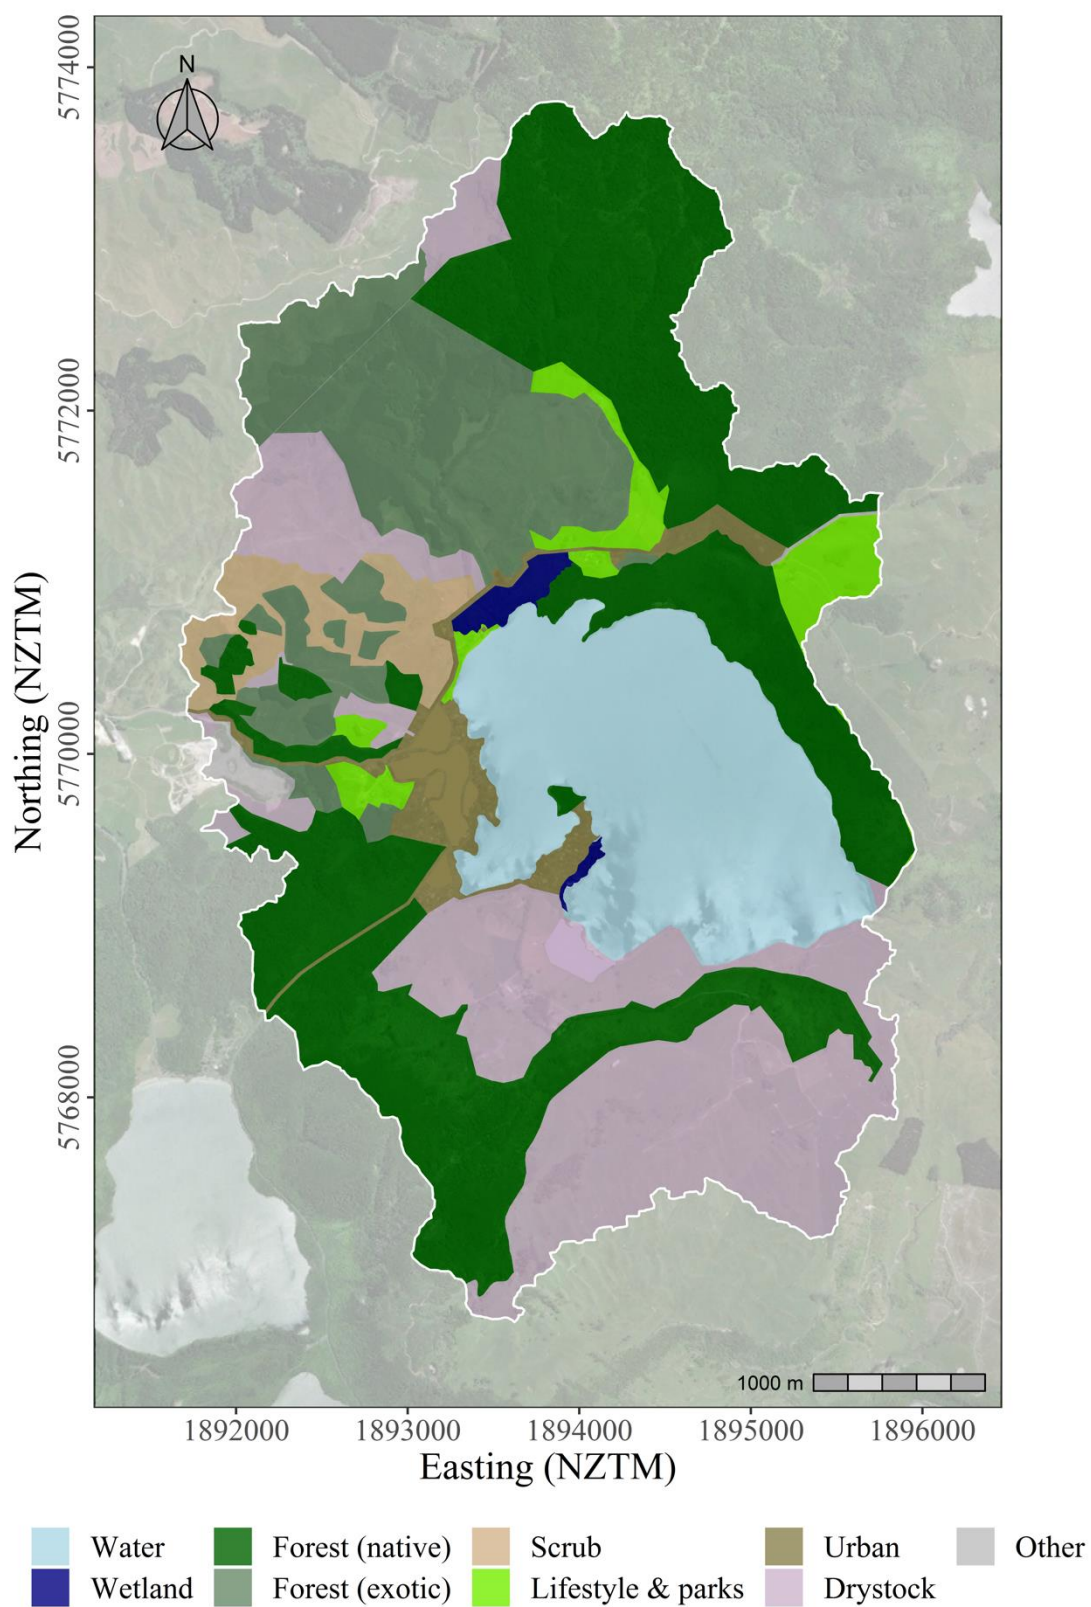 N
5774000
5772000
5770000
5768000
Northing (NZTM)
1000 m
1892000 1893000 1894000 1895000 1896000
Easting (NZTM)
Water Forest (native) Scrub Urban Other
Wetland Forest (exotic) Lifestyle & parks Drystock